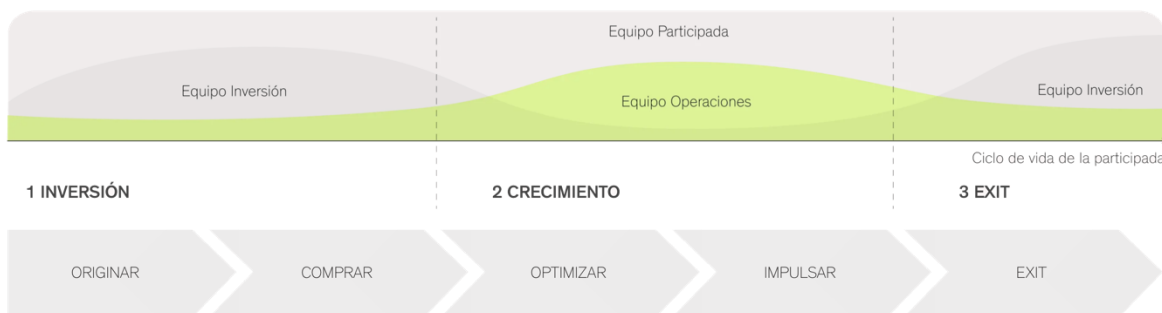 Equipo Participada
Equipo Inversión
Equipo Operaciones
Equipo Inversión
Ciclo de vida de la participada
1 INVERSIÓN
2 CRECIMIENTO
3 EXIT
ORIGINAR
COMPRAR
OPTIMIZAR
IMPULSAR
EXIT